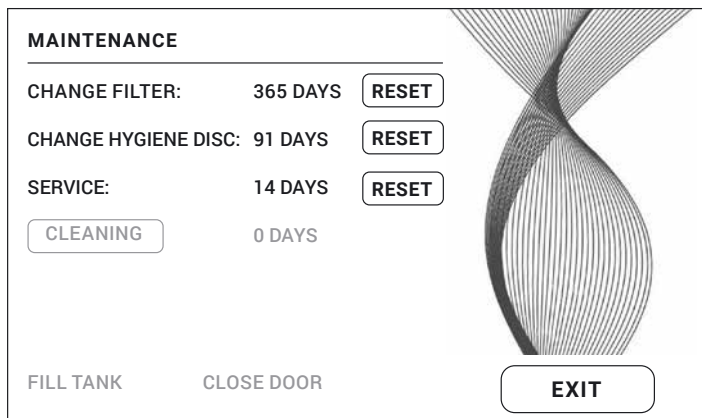 MAINTENANCE
CHANGE FILTER: 365 DAYS RESET
CHANGE HYGIENE DISC: 91 DAYS RESET
SERVICE: 14 DAYS RESET
CLEANING 0 DAYS
FILL TANK CLOSE DOOR EXIT